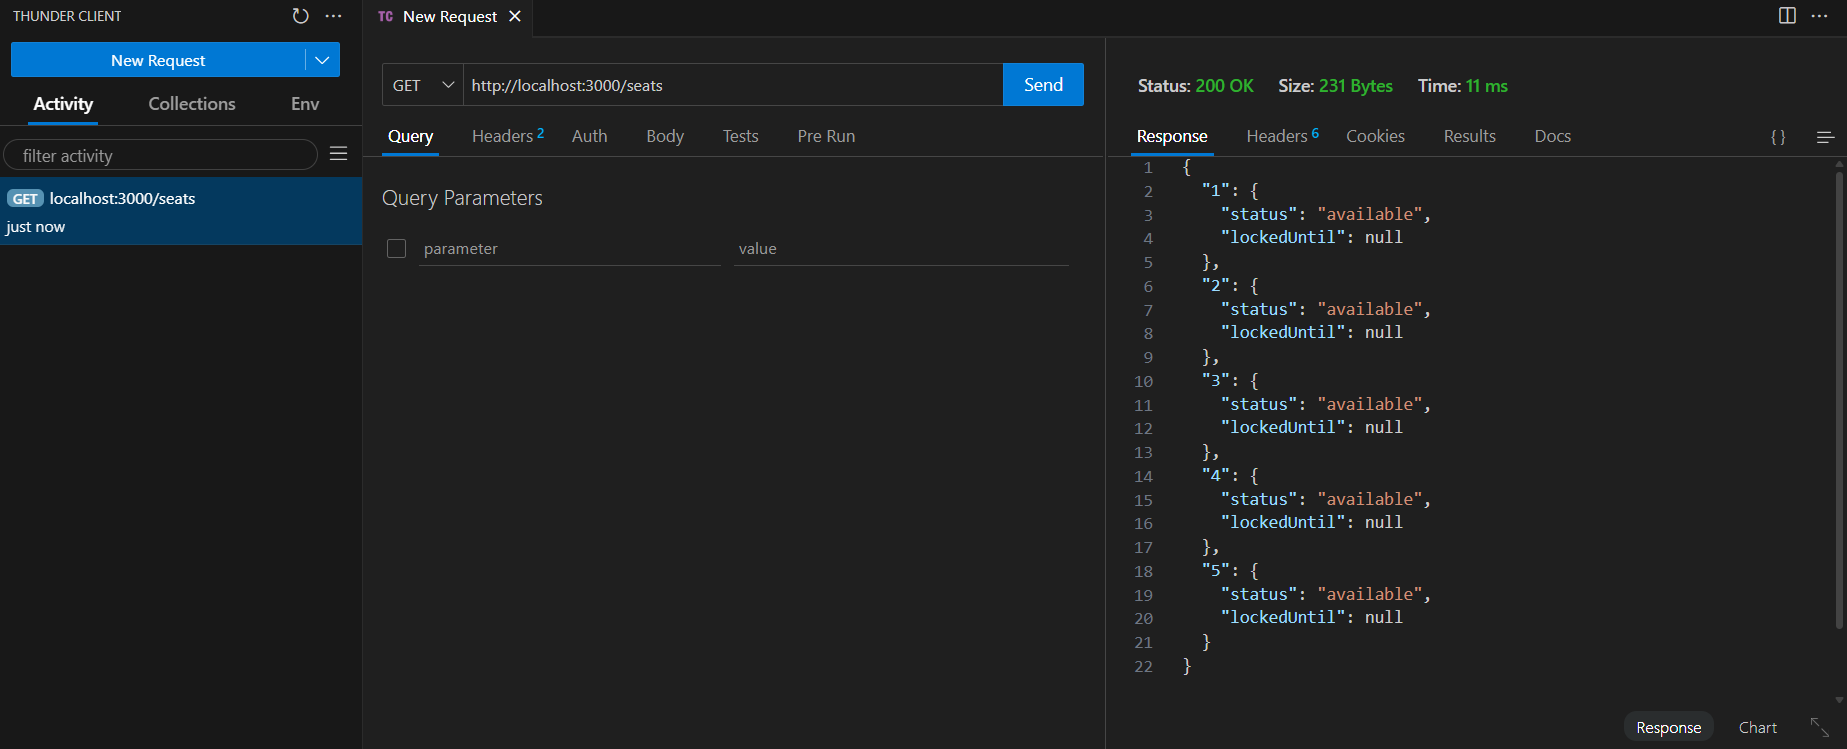 THUNDER CLIENT
New Request
Activity Collections Env
filter activity
GET localhost:3000/seats
just now
TC New Request
GET http://localhost:3000/seats Send
Query Headers 2 Auth Body Tests Pre Run
Query Parameters
parameter value
Status: 200 OK Size: 231 Bytes Time: 11 ms
Response Headers 6 Cookies Results Docs { }
1 {
2 "1": {
3 "status": "available",
4 "lockedUntil": null
5 },
6 "2": {
7 "status": "available",
8 "lockedUntil": null
9 },
10 "3": {
11 "status": "available",
12 "lockedUntil": null
13 },
14 "4": {
15 "status": "available",
16 "lockedUntil": null
17 },
18 "5": {
19 "status": "available",
20 "lockedUntil": null
21 }
22 }
Response Chart